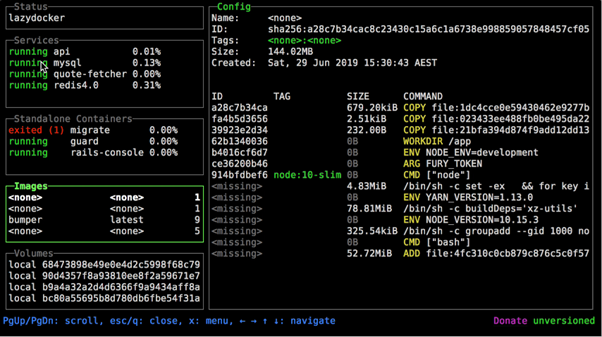 Status
lazydocker
Services
running api 0.01%
running mysql 0.13%
running quote-fetcher 0.00%
running redis4.0 0.31%
Standalone Containers
exited (1) migrate 0.00%
running guard 0.00%
running rails-console 0.00%
Images
<none> <none> 1
<none> <none> 1
bumper latest 9
<none> <none> 5
Volumes
local 68473898e49e0e4d2c5998f68c79
local 90d4357f8a93810ee8f2a59671e7
local b9a4a32a2d4d6366f9a9434aff8a
local bc80a55695b8d780db6fbe54f31a
Config
Name: <none>
ID: sha256:a28c7b34cac8c23430c15a6c1a6738e998859057848457cf05
Tags: <none>:<none>
Size: 144.02MB
Created: Sat, 29 Jun 2019 15:30:43 AEST
ID TAG SIZE COMMAND
a28c7b34ca 679.20kiB COPY file:1dc4cce0e59430462e9277b
fa4b5d3656 2.51kiB COPY file:023433ee488fb0be495da22
39923e2d34 232.00B COPY file:21bfa394d874f9add12dd13
62b1340036 0B WORKDIR /app
b4016cf6d7 0B ENV NODE_ENV=development
ce36200b46 0B ARG FURY_TOKEN
914bfdbef6 node:10-slim 0B CMD ["node"]
<missing> 4.83MiB /bin/sh -c set -ex && for key i
<missing> 0B ENV YARN_VERSION=1.13.0
<missing> 78.81MiB /bin/sh -c buildDeps='xz-utils'
<missing> 0B ENV NODE_VERSION=10.15.3
<missing> 325.54kiB /bin/sh -c groupadd --gid 1000 no
<missing> 0B CMD ["bash"]
<missing> 52.72MiB ADD file:4fc310c0cb879c876c5c0f57
PgUp/PgDn: scroll, esc/q: close, x: menu, ← → ↑ ↓: navigate
Donate unversioned